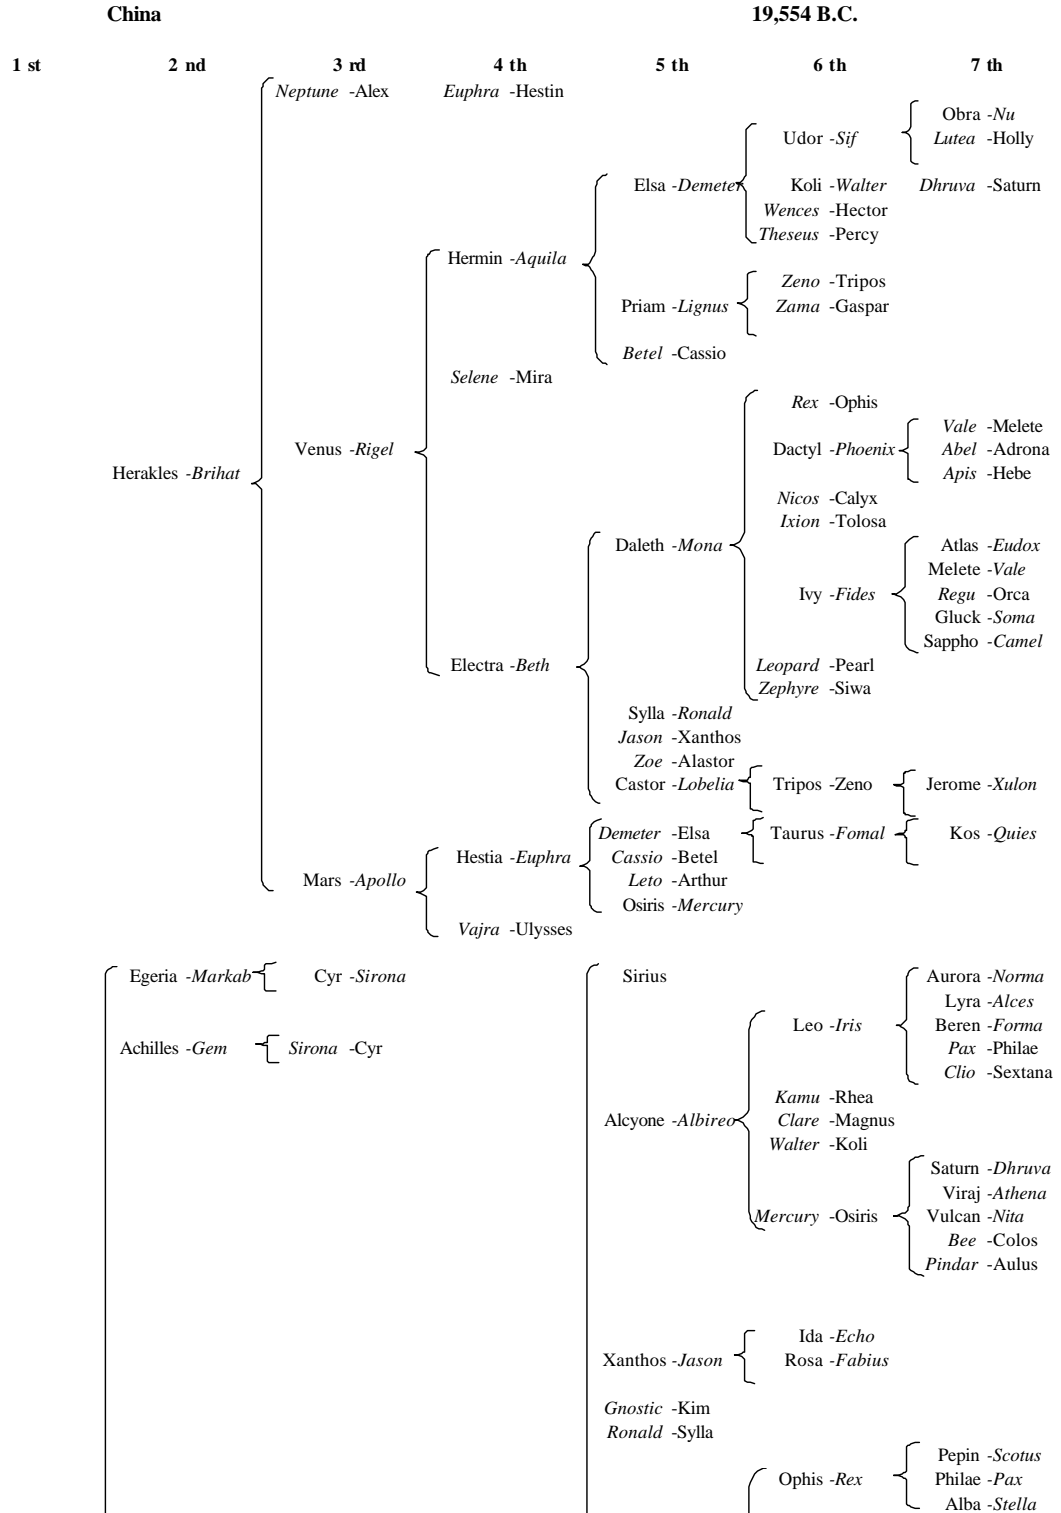 China 19,554 B.C.
1 st 2 nd 3 rd 4 th 5 th 6 th 7 th
Neptune -Alex Euphra -Hestin
Obra -Nu
Udor -Sif Lutea -Holly
Elsa -Demeter Koli -Walter Dhruva -Saturn
Wences -Hector
Theseus -Percy
Hermin -Aquila
Zeno -Tripos
Priam -Lignus Zama -Gaspar
Betel -Cassio
Selene -Mira
Rex -Ophis
Vale -Melete
Venus -Rigel Dactyl -Phoenix Abel -Adrona
Herakles -Brihat Apis -Hebe
Nicos -Calyx
Ixion -Tolosa
Daleth -Mona Atlas -Eudox
Melete -Vale
Ivy -Fides Regu -Orca
Gluck -Soma
Sappho -Camel
Electra -Beth Leopard -Pearl
Zephyre -Siwa
Sylla -Ronald
Jason -Xanthos
Zoe -Alastor
Castor -Lobelia Tripos -Zeno Jerome -Xulon
Demeter -Elsa Taurus -Fomal Kos -Quies
Hestia -Euphra Cassio -Betel
Mars -Apollo Leto -Arthur
Osiris -Mercury
Vajra -Ulysses
Egeria -Markab Cyr -Sirona Sirius Aurora -Norma
Lyra -Alces
Leo -Iris Beren -Forma
Achilles -Gem Sirona -Cyr Pax -Philae
Clio -Sextana
Kamu -Rhea
Alcyone -Albireo Clare -Magnus
Walter -Koli
Saturn -Dhruva
Viraj -Athena
Mercury -Osiris Vulcan -Nita
Bee -Colos
Pindar -Aulus
Ida -Echo
Xanthos -Jason Rosa -Fabius
Gnostic -Kim
Ronald -Sylla
Pepin -Scotus
Ophis -Rex Philae -Pax
Alba -Stella